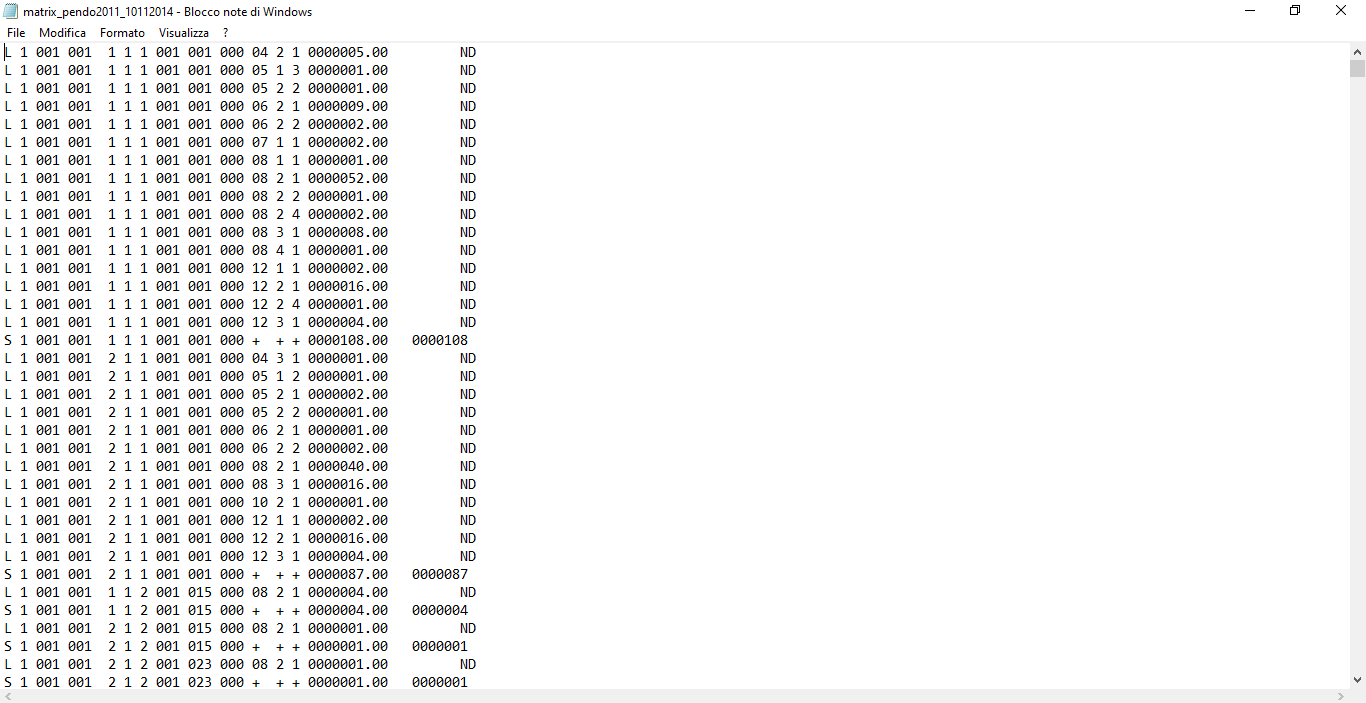 matrix_pendo2011_10112014 - Blocco note di Windows
File Modifica Formato Visualizza ?
L 1 001 001  1 1 1 001 001 000 04 2 1 0000005.00         ND
L 1 001 001  1 1 1 001 001 000 05 1 3 0000001.00         ND
L 1 001 001  1 1 1 001 001 000 05 2 2 0000001.00         ND
L 1 001 001  1 1 1 001 001 000 06 2 1 0000009.00         ND
L 1 001 001  1 1 1 001 001 000 06 2 2 0000002.00         ND
L 1 001 001  1 1 1 001 001 000 07 1 1 0000002.00         ND
L 1 001 001  1 1 1 001 001 000 08 1 1 0000001.00         ND
L 1 001 001  1 1 1 001 001 000 08 2 1 0000052.00         ND
L 1 001 001  1 1 1 001 001 000 08 2 2 0000001.00         ND
L 1 001 001  1 1 1 001 001 000 08 2 4 0000002.00         ND
L 1 001 001  1 1 1 001 001 000 08 3 1 0000008.00         ND
L 1 001 001  1 1 1 001 001 000 08 4 1 0000001.00         ND
L 1 001 001  1 1 1 001 001 000 12 1 1 0000002.00         ND
L 1 001 001  1 1 1 001 001 000 12 2 1 0000016.00         ND
L 1 001 001  1 1 1 001 001 000 12 2 4 0000001.00         ND
L 1 001 001  1 1 1 001 001 000 12 3 1 0000004.00         ND
S 1 001 001  1 1 1 001 001 000 +  + + 0000108.00   0000108
L 1 001 001  2 1 1 001 001 000 04 3 1 0000001.00         ND
L 1 001 001  2 1 1 001 001 000 05 1 2 0000001.00         ND
L 1 001 001  2 1 1 001 001 000 05 2 1 0000002.00         ND
L 1 001 001  2 1 1 001 001 000 05 2 2 0000001.00         ND
L 1 001 001  2 1 1 001 001 000 06 2 1 0000001.00         ND
L 1 001 001  2 1 1 001 001 000 06 2 2 0000002.00         ND
L 1 001 001  2 1 1 001 001 000 08 2 1 0000040.00         ND
L 1 001 001  2 1 1 001 001 000 08 3 1 0000016.00         ND
L 1 001 001  2 1 1 001 001 000 10 2 1 0000001.00         ND
L 1 001 001  2 1 1 001 001 000 12 1 1 0000002.00         ND
L 1 001 001  2 1 1 001 001 000 12 2 1 0000016.00         ND
L 1 001 001  2 1 1 001 001 000 12 3 1 0000004.00         ND
S 1 001 001  2 1 1 001 001 000 +  + + 0000087.00   0000087
L 1 001 001  1 1 2 001 015 000 08 2 1 0000004.00         ND
S 1 001 001  1 1 2 001 015 000 +  + + 0000004.00   0000004
L 1 001 001  2 1 2 001 015 000 08 2 1 0000001.00         ND
S 1 001 001  2 1 2 001 015 000 +  + + 0000001.00   0000001
L 1 001 001  2 1 2 001 023 000 08 2 1 0000001.00         ND
S 1 001 001  2 1 2 001 023 000 +  + + 0000001.00   0000001